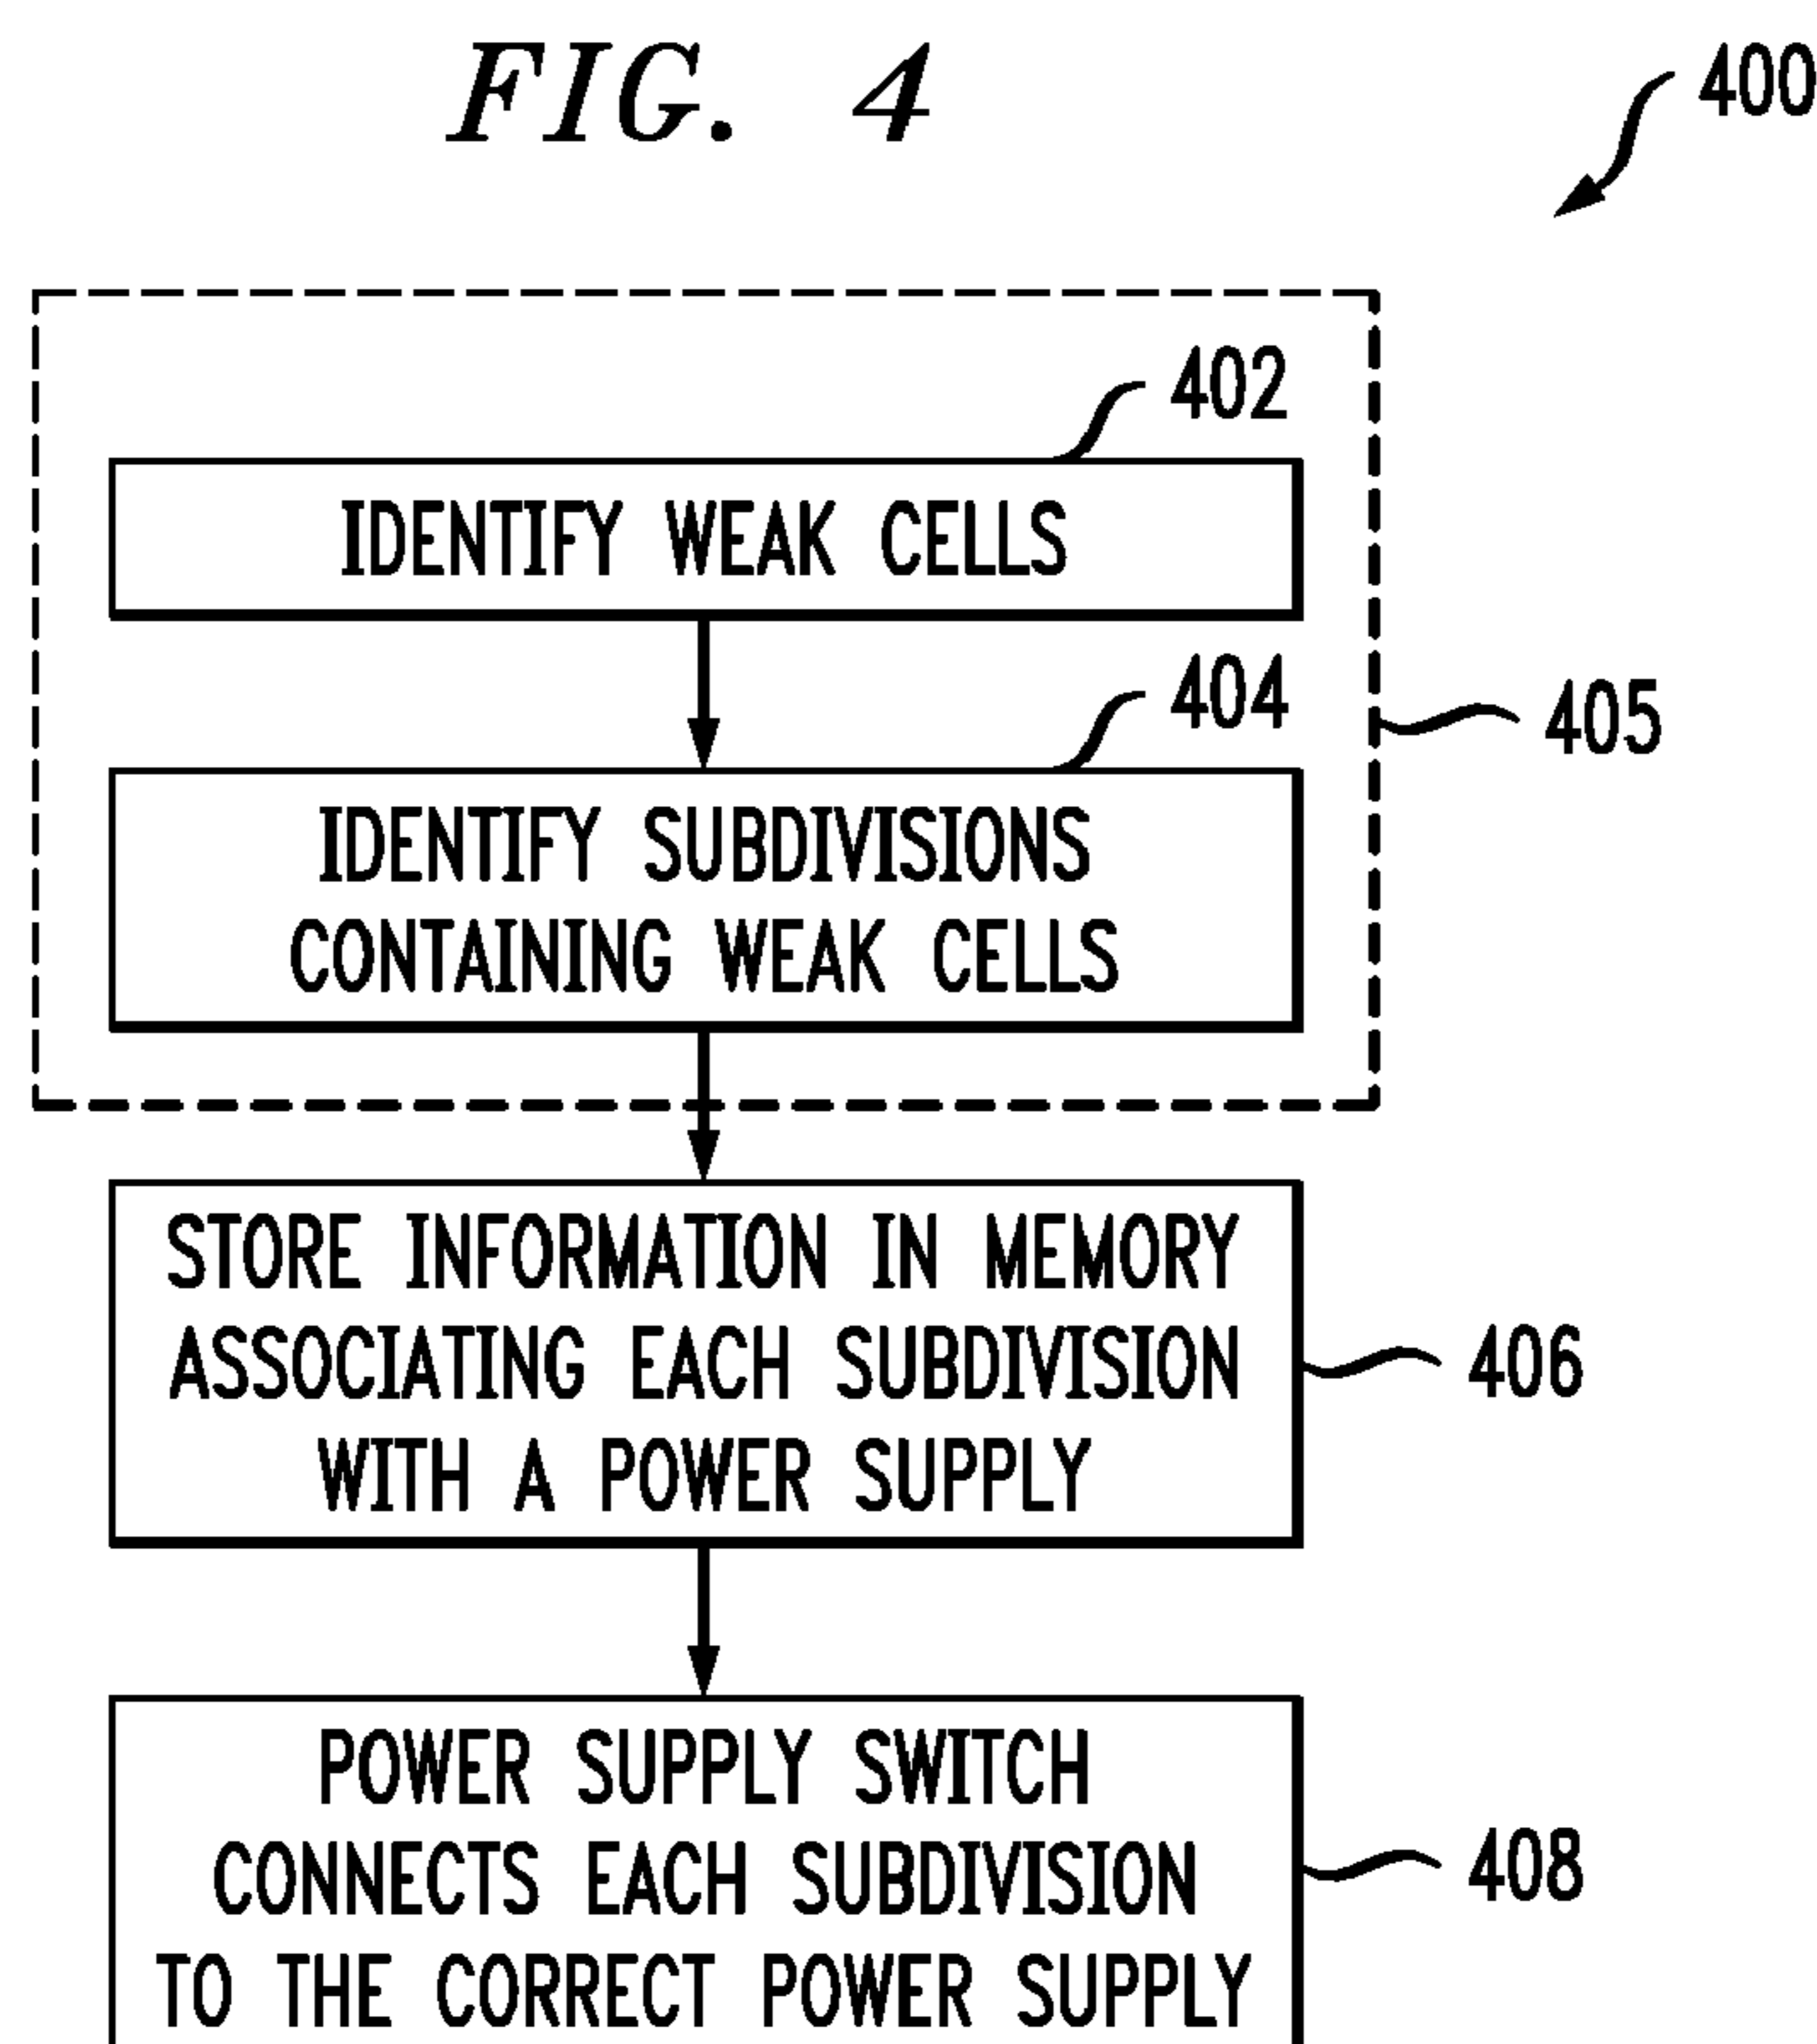 FIG. 4
400
402
IDENTIFY WEAK CELLS
404
405
IDENTIFY SUBDIVISIONS
CONTAINING WEAK CELLS
STORE INFORMATION IN MEMORY
ASSOCIATING EACH SUBDIVISION
WITH A POWER SUPPLY
406
POWER SUPPLY SWITCH
CONNECTS EACH SUBDIVISION
TO THE CORRECT POWER SUPPLY
408